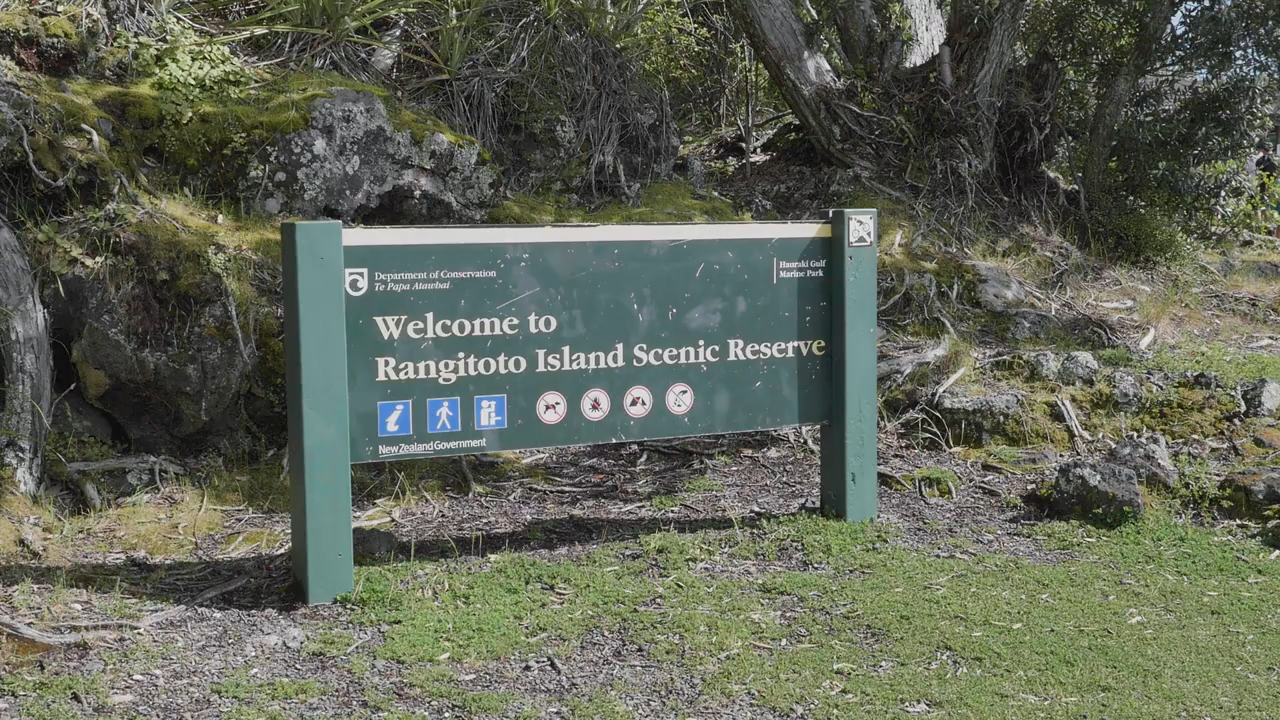 Department of Conservation
Te Papa Atawhai
Hauraki Gulf
Marine Park
Welcome to
Rangitoto Island Scenic Reserve
i
New Zealand Government